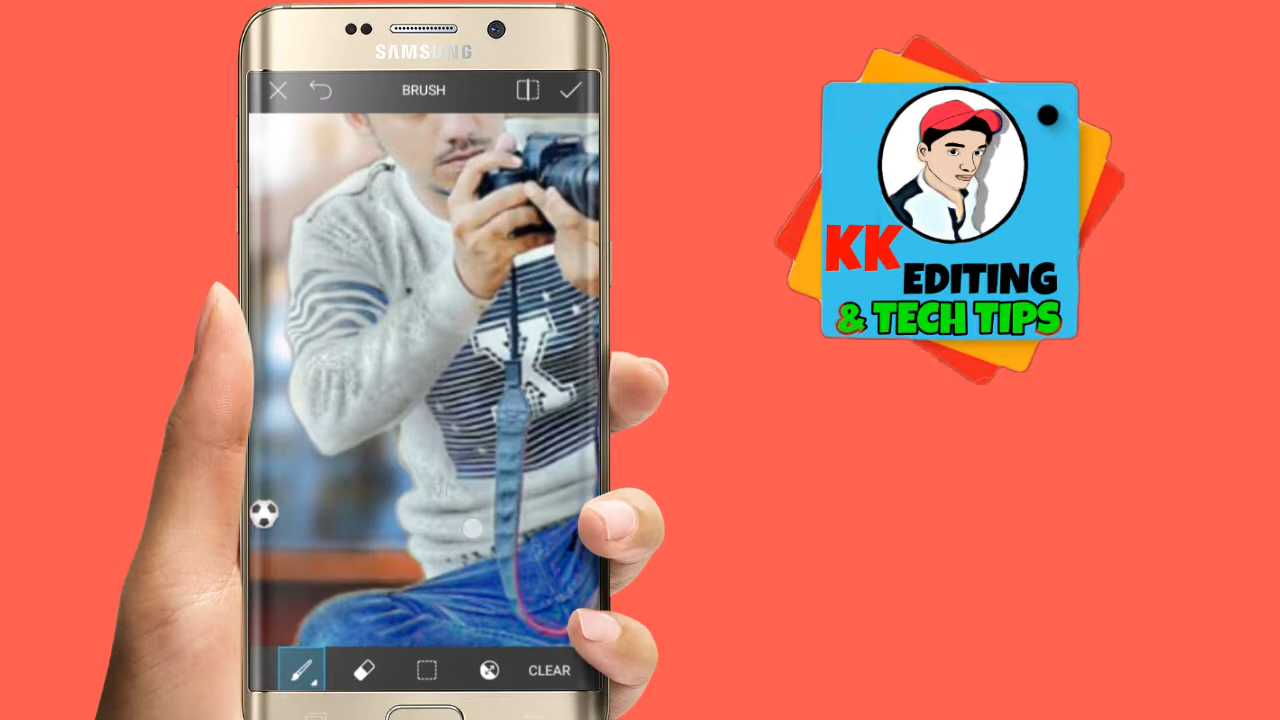 SAMSUNG
BRUSH
X
CLEAR
KK
EDITING
& TECH TIPS